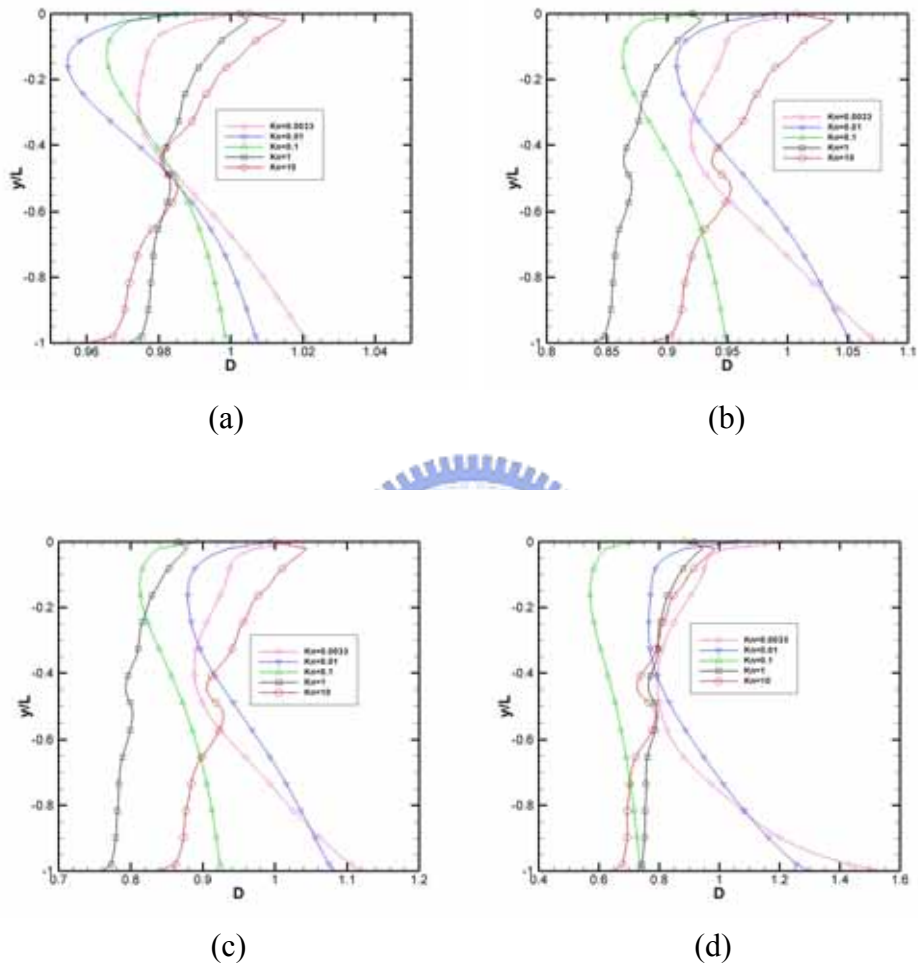 0
-0.2
-0.4
-0.6
-0.8
-1
y/L
0.96
0.98
1
1.02
1.04
D
Kn=0.0033
Kn=0.01
Kn=0.1
Kn=1
Kn=10
(a)
0
-0.2
-0.4
-0.6
-0.8
-1
y/L
0.8
0.85
0.9
0.95
1
1.05
1.1
D
Kn=0.0033
Kn=0.01
Kn=0.1
Kn=1
Kn=10
(b)
0
-0.2
-0.4
-0.6
-0.8
-1
y/L
0.7
0.8
0.9
1
1.1
1.2
D
Kn=0.0033
Kn=0.01
Kn=0.1
Kn=1
Kn=10
(c)
0
-0.2
-0.4
-0.6
-0.8
-1
y/L
0.4
0.6
0.8
1
1.2
1.4
1.6
D
Kn=0.0033
Kn=0.01
Kn=0.1
Kn=1
Kn=10
(d)